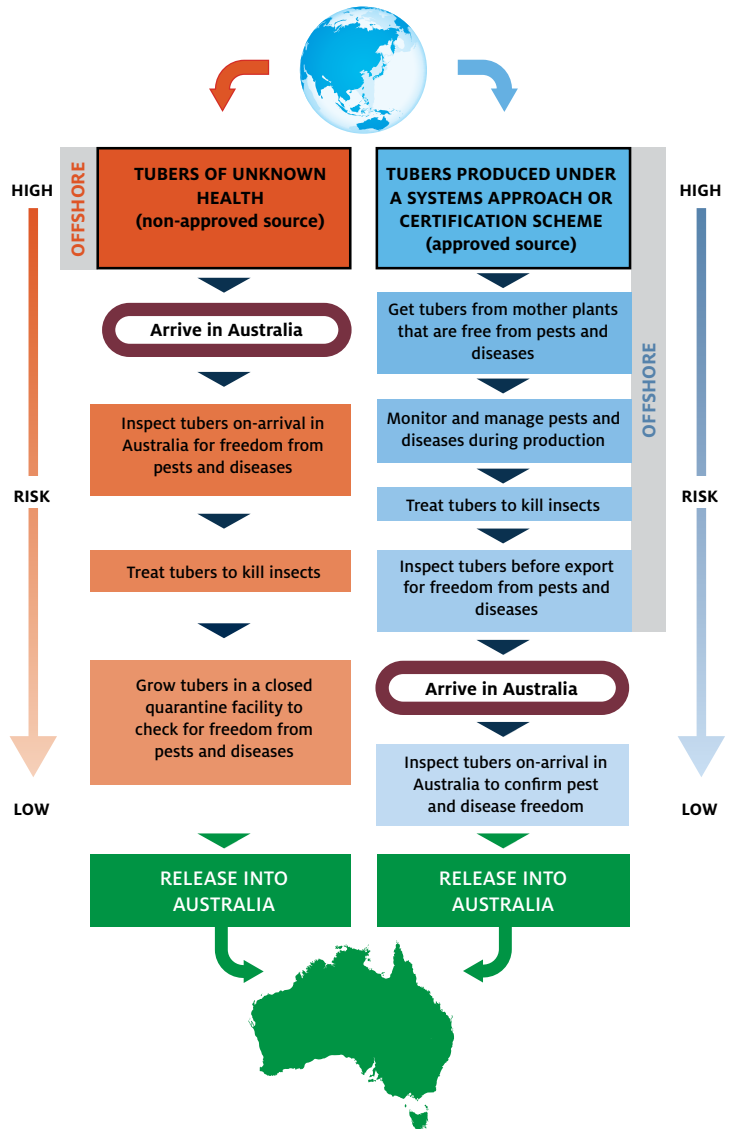 OFFSHORE
TUBERS OF UNKNOWN
HEALTH
(non-approved source)
Arrive in Australia
Inspect tubers on-arrival in
Australia for freedom from
pests and diseases
Treat tubers to kill insects
Grow tubers in a closed
quarantine facility to
check for freedom from
pests and diseases
RELEASE INTO
AUSTRALIA
HIGH
RISK
LOW
TUBERS PRODUCED UNDER
A SYSTEMS APPROACH OR
CERTIFICATION SCHEME
(approved source)
Get tubers from mother plants
that are free from pests and
diseases
Monitor and manage pests and
diseases during production
Treat tubers to kill insects
Inspect tubers before export
for freedom from pests and
diseases
OFFSHORE
Arrive in Australia
Inspect tubers on-arrival in
Australia to confirm pest
and disease freedom
RELEASE INTO
AUSTRALIA
HIGH
RISK
LOW